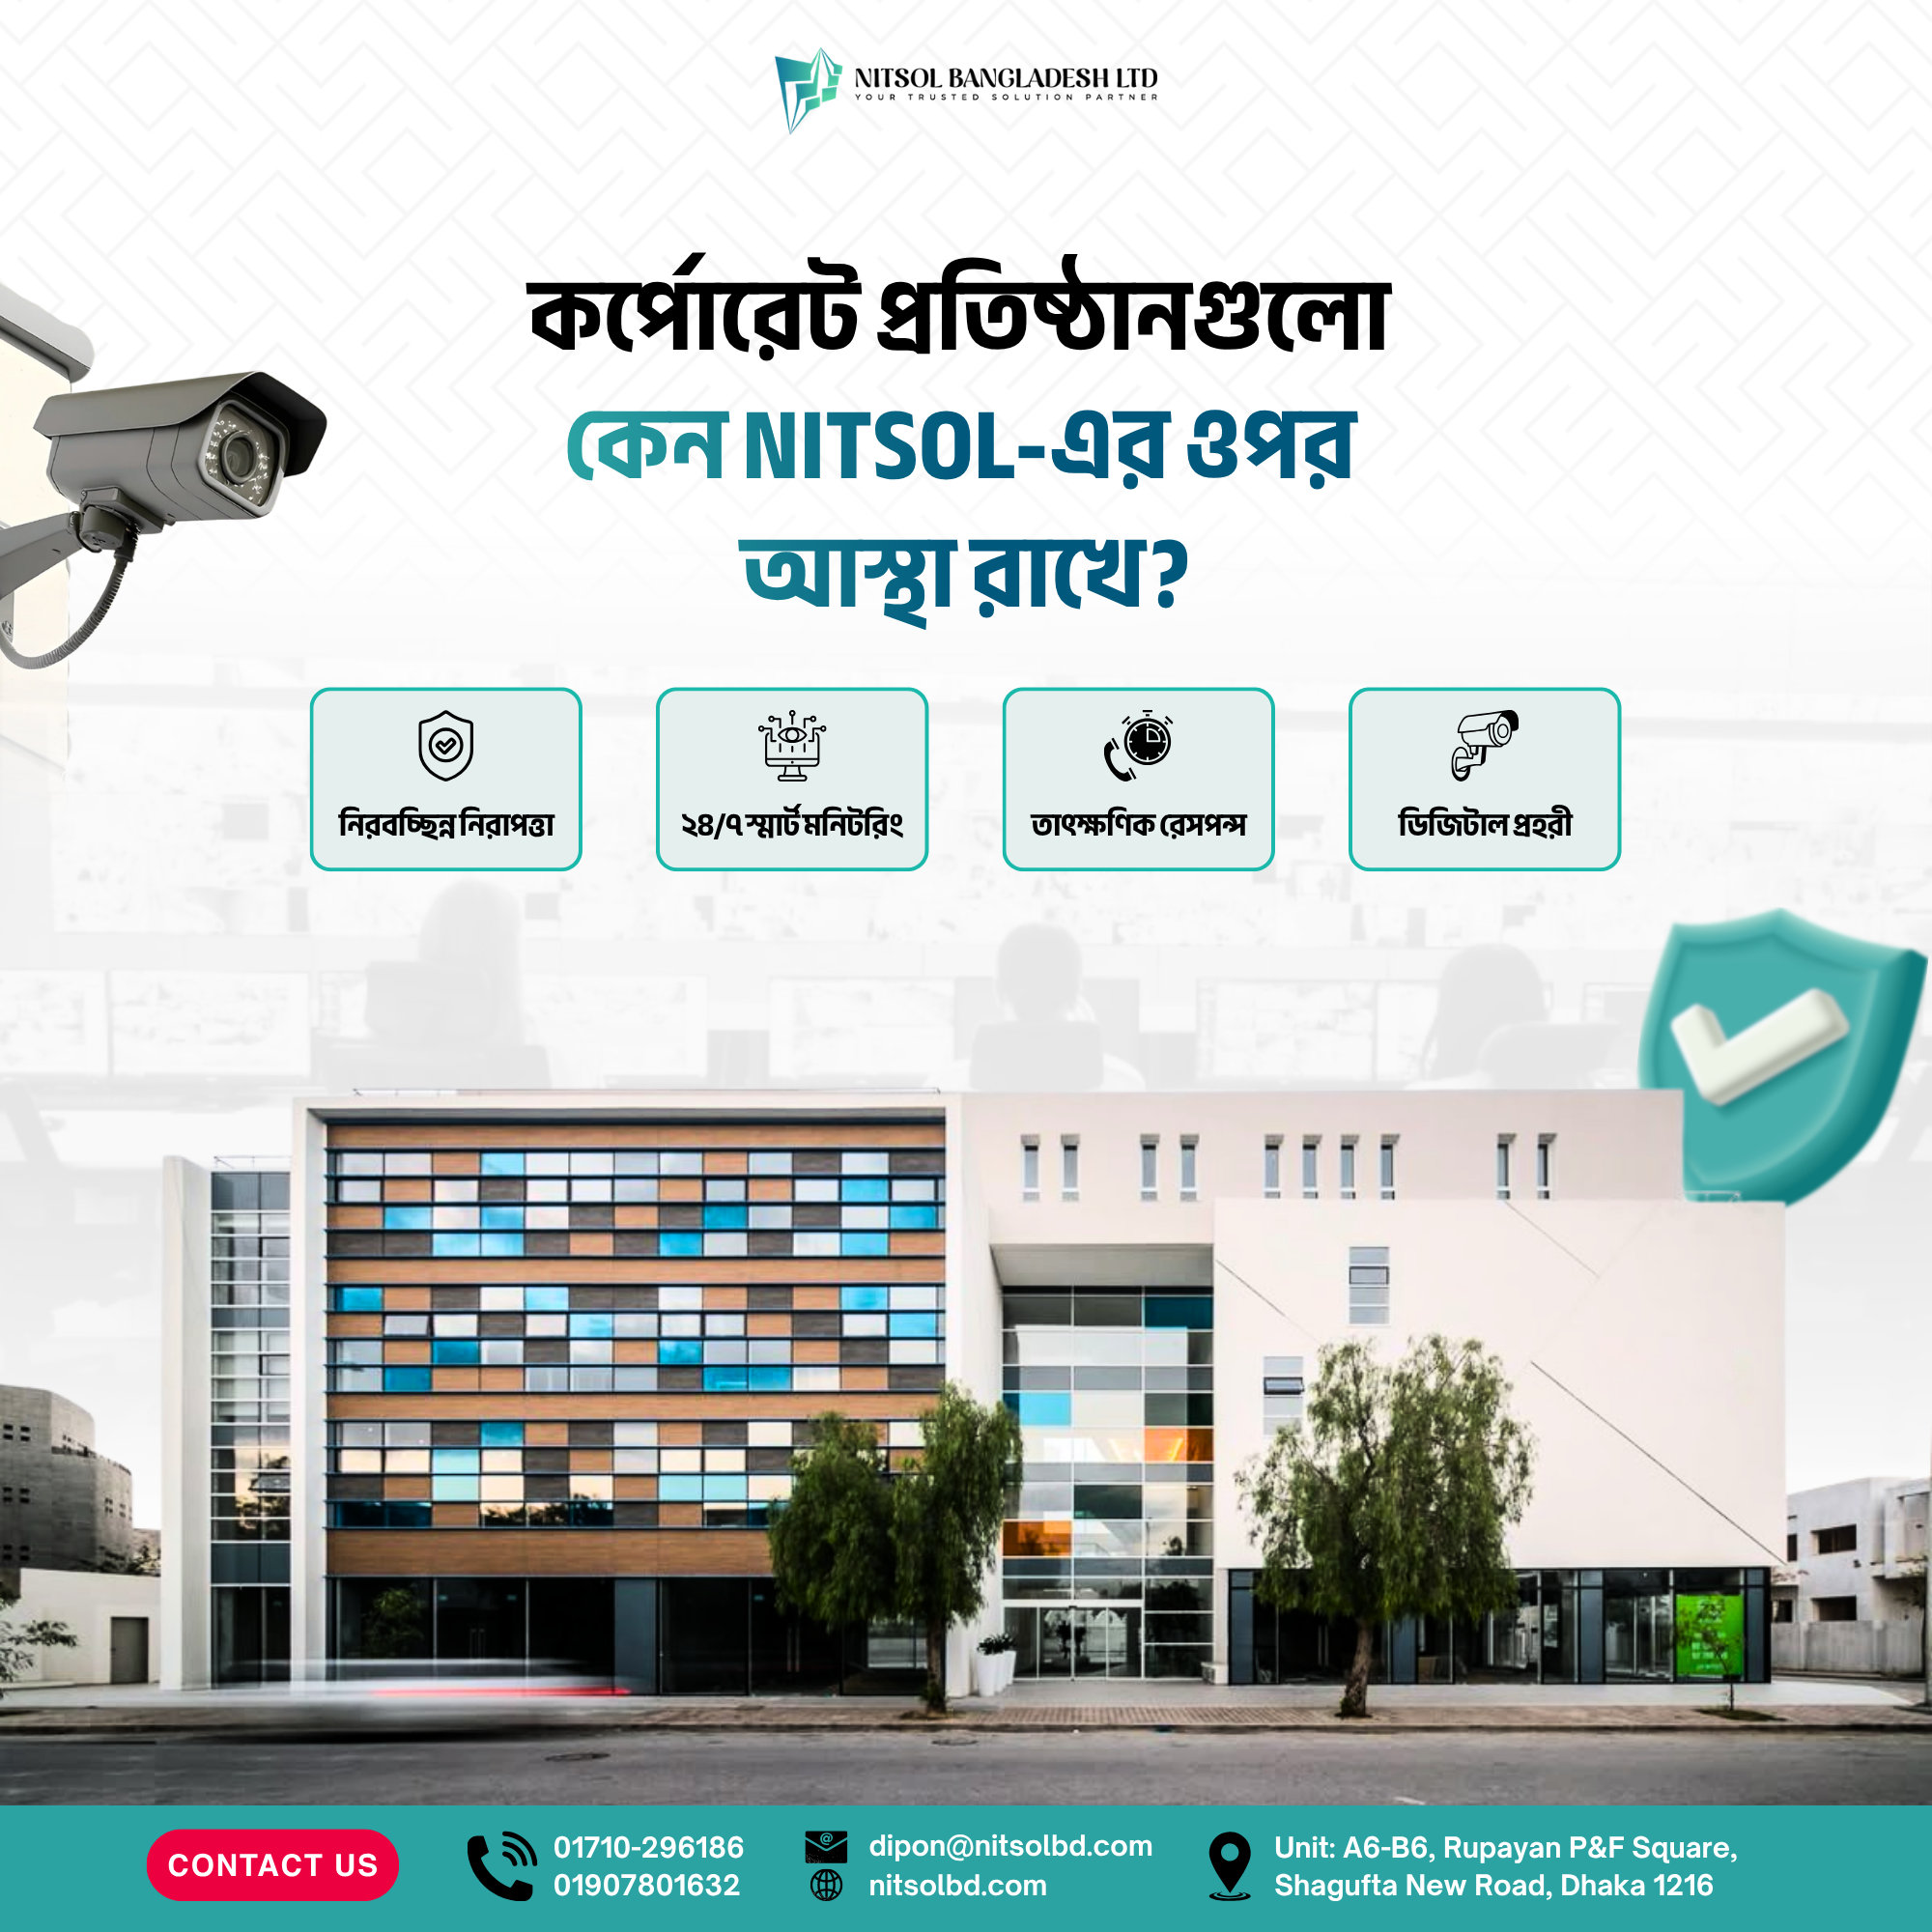 NITSOL BANGLADESH LTD
YOUR TRUSTED SOLUTION PARTNER
কর্পোরেট প্রতিষ্ঠানগুলো
কেন NITSOL-এর ওপর
আস্থা রাখে?
নিরবচ্ছিন্ন নিরাপত্তা
২৪/৭ স্মার্ট মনিটরিং
তাৎক্ষণিক রেসপন্স
ডিজিটাল প্রহরী
CONTACT US
01710-296186
01907801632
dipon@nitsolbd.com
nitsolbd.com
Unit: A6-B6, Rupayan P&F Square,
Shagufta New Road, Dhaka 1216